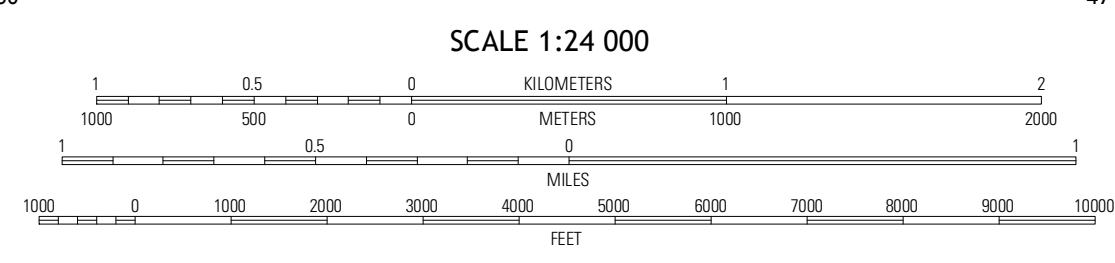 SCALE 1:24 000
1 0.5 0 KILOMETERS 1 2
1000 500 0 METERS 1000 2000
1 0.5 0 1
MILES
1000 0 1000 2000 3000 4000 5000 6000 7000 8000 9000 10000
FEET